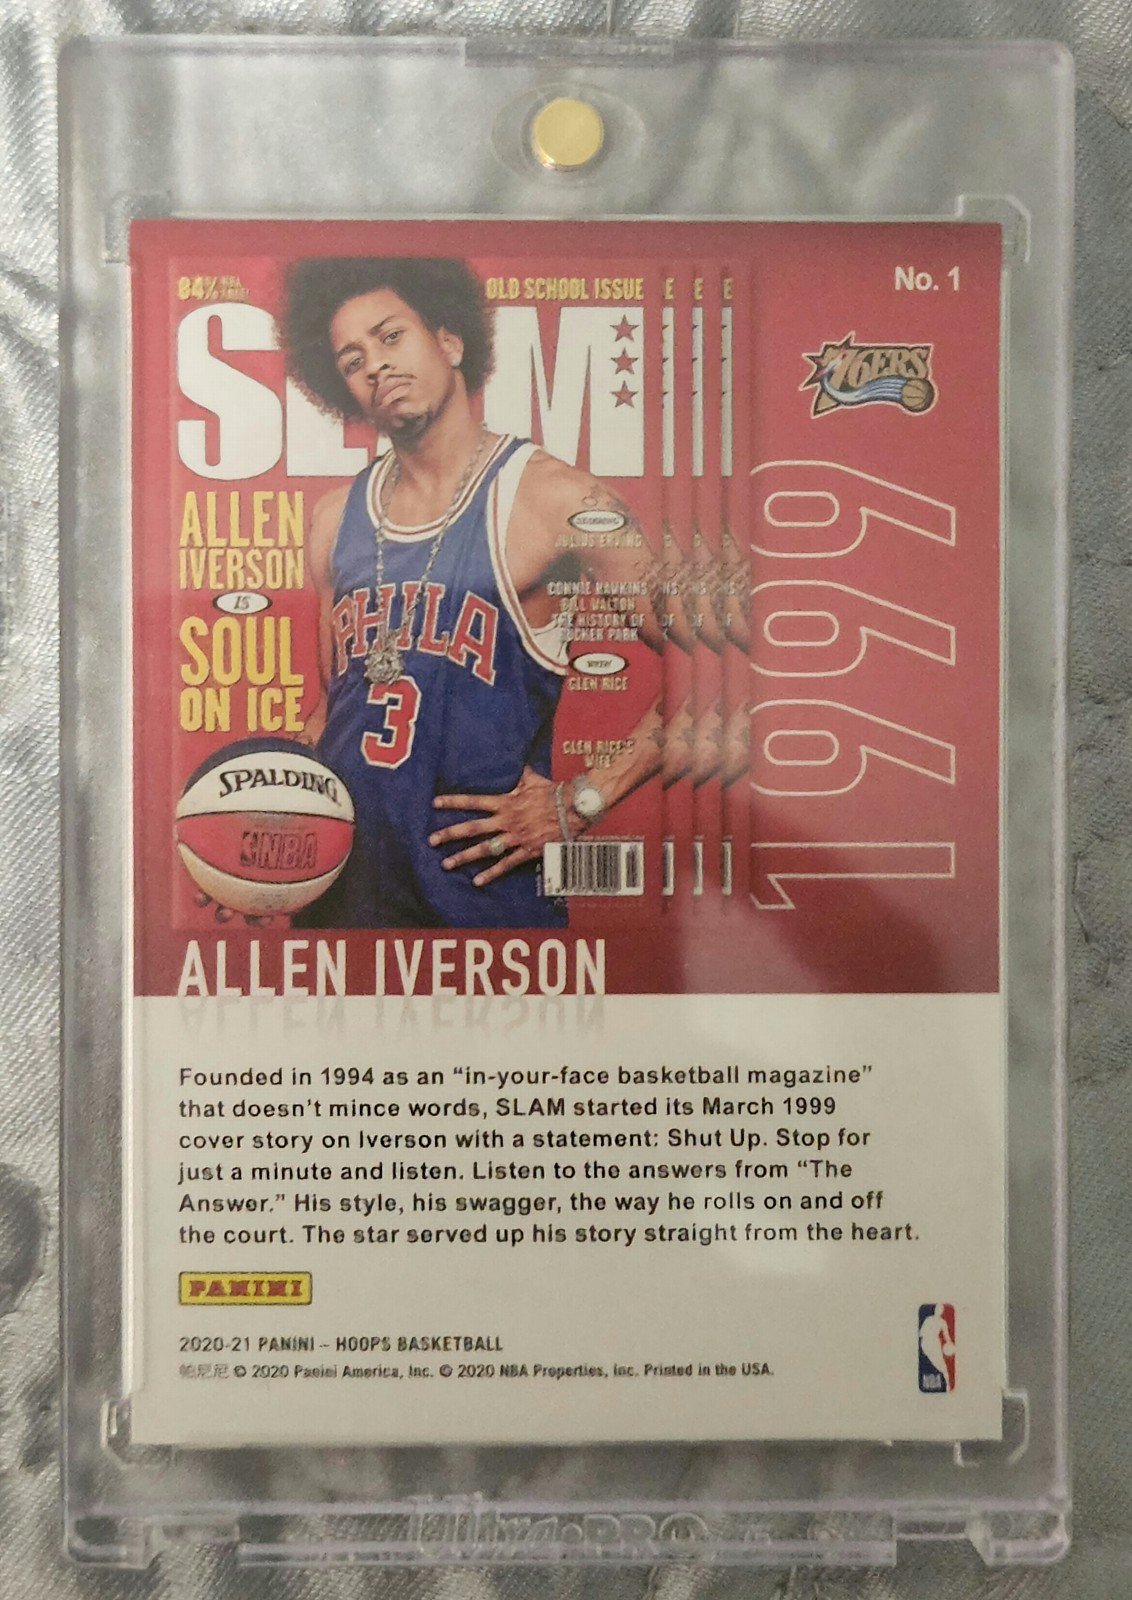 No. 1
84% NBA
OLD SCHOOL ISSUE E E E
SLAM
76ERS
1999
ALLEN
IVERSON
IS
SOUL
ON ICE
STARRING
JULIUS ERVING
CONNIE HAWKINS
BILL WALTON
THE HISTORY OF
RUCKER PARK
WITH
GLEN RICE
GLEN RICE'S
WIFE
PHILA
3
SPALDING
NBA
ALLEN IVERSON
Founded in 1994 as an “in-your-face basketball magazine”
that doesn’t mince words, SLAM started its March 1999
cover story on Iverson with a statement: Shut Up. Stop for
just a minute and listen. Listen to the answers from “The
Answer.” His style, his swagger, the way he rolls on and off
the court. The star served up his story straight from the heart.
PANINI
2020-21 PANINI – HOOPS BASKETBALL
帕尼尼 © 2020 Panini America, Inc. © 2020 NBA Properties, Inc. Printed in the USA.
NBA
Ultra•PRO